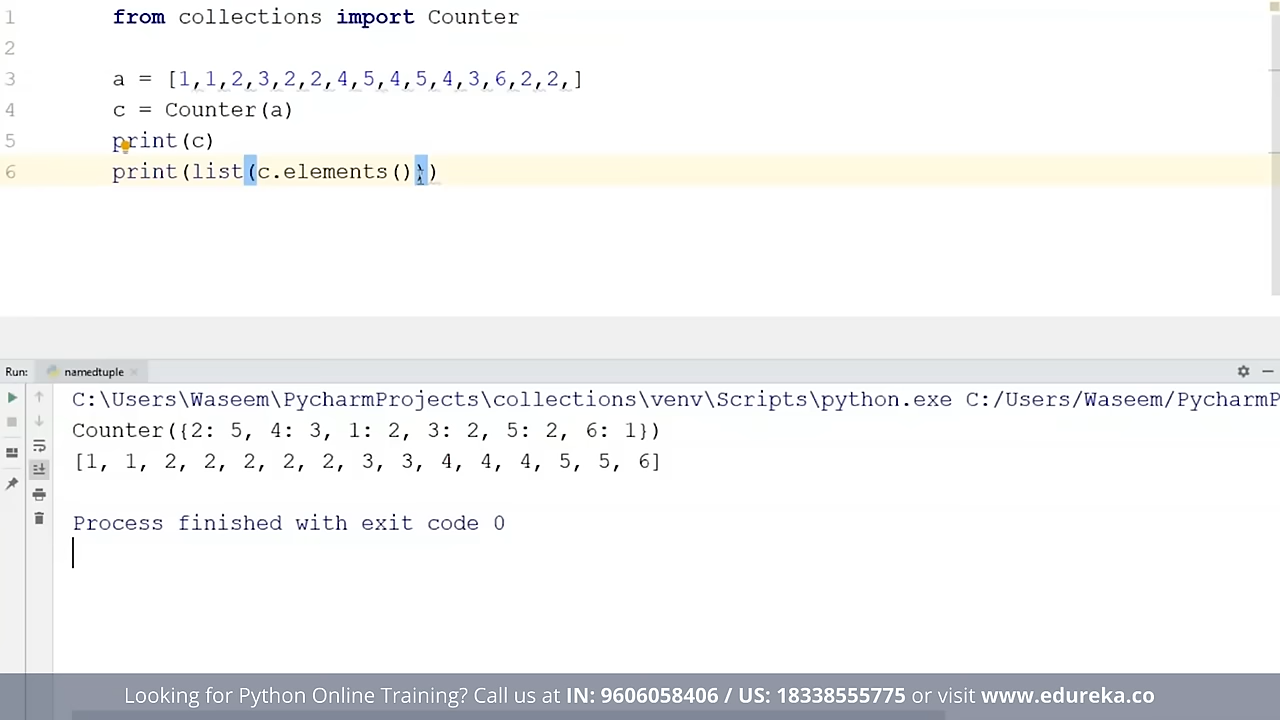 1 from collections import Counter
2
3 a = [1,1,2,3,2,2,4,5,4,5,4,3,6,2,2,]
4 c = Counter(a)
5 print(c)
6 print(list(c.elements()))
Run: namedtuple
C:\Users\Waseem\PycharmProjects\collections\venv\Scripts\python.exe C:/Users/Waseem/PycharmP
Counter({2: 5, 4: 3, 1: 2, 3: 2, 5: 2, 6: 1})
[1, 1, 2, 2, 2, 2, 2, 3, 3, 4, 4, 4, 5, 5, 6]
Process finished with exit code 0
Looking for Python Online Training? Call us at IN: 9606058406 / US: 18338555775 or visit www.edureka.co